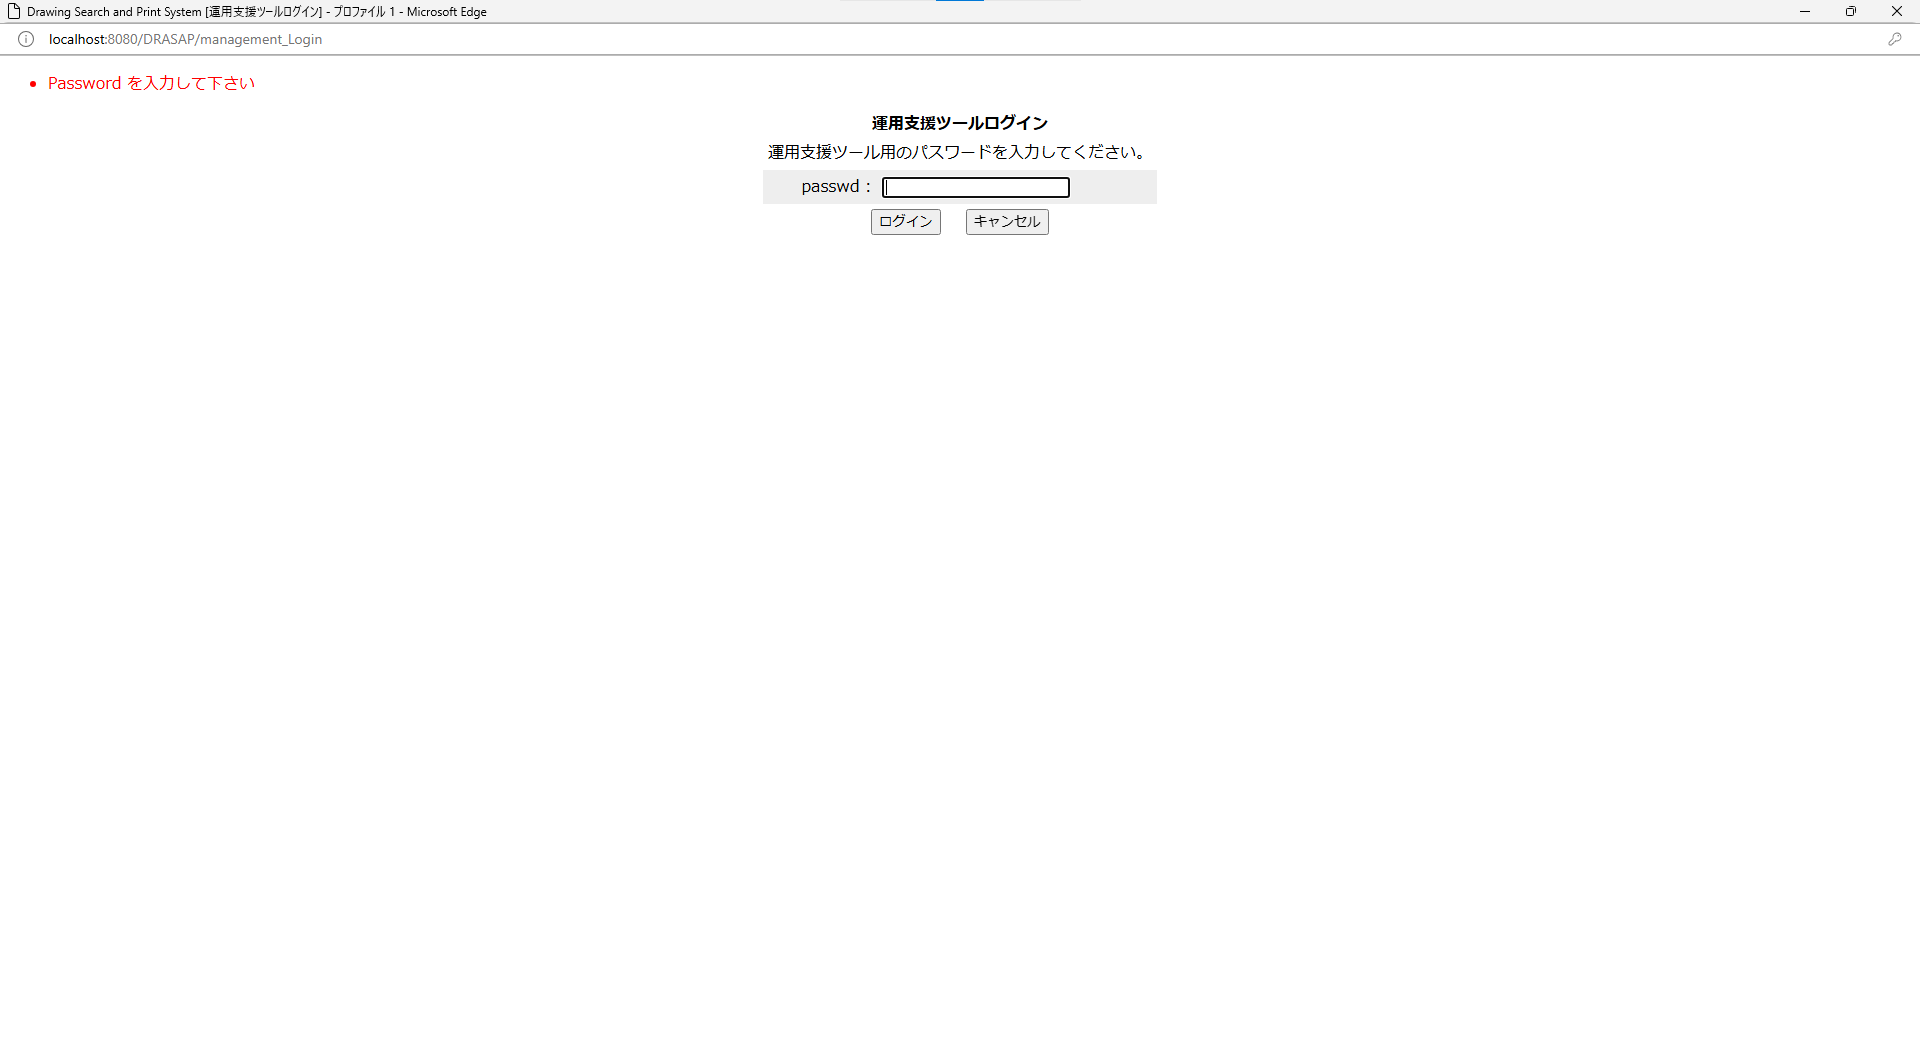 Drawing Search and Print System [運用支援ツールログイン] - プロファイル 1 - Microsoft Edge
localhost:8080/DRASAP/management_Login
• Password を入力して下さい
運用支援ツールログイン
運用支援ツール用のパスワードを入力してください。
passwd :
ログイン キャンセル